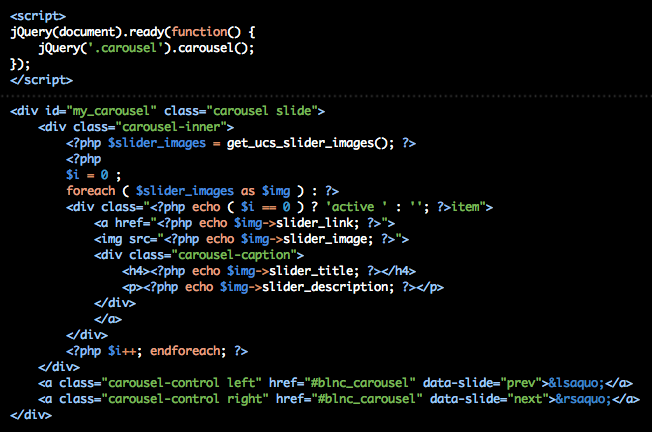 <script>
jQuery(document).ready(function() {
    jQuery('.carousel').carousel();
});
</script>
<div id="my_carousel" class="carousel slide">
    <div class="carousel-inner">
        <?php $slider_images = get_ucs_slider_images(); ?>
        <?php
        $i = 0 ;
        foreach ( $slider_images as $img ) : ?>
        <div class="<?php echo ( $i == 0 ) ? 'active ' : ''; ?>item">
            <a href="<?php echo $img->slider_link; ?>">
            <img src="<?php echo $img->slider_image; ?>">
            <div class="carousel-caption">
                <h4><?php echo $img->slider_title; ?></h4>
                <p><?php echo $img->slider_description; ?></p>
            </div>
            </a>
        </div>
        <?php $i++; endforeach; ?>
    </div>
    <a class="carousel-control left" href="#blnc_carousel" data-slide="prev">&lsaquo;</a>
    <a class="carousel-control right" href="#blnc_carousel" data-slide="next">&rsaquo;</a>
</div>